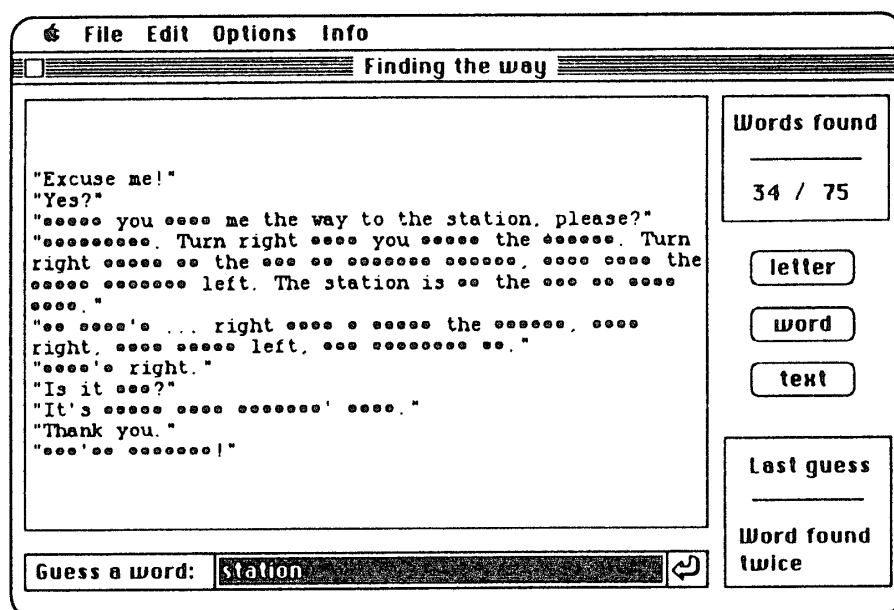 File Edit Options Info
Finding the way
"Excuse me!"
"Yes?"
"●●●●● you ●●●● me the way to the station, please?"
"●●●●●●●●●. Turn right ●●●● you ●●●●● the ●●●●●●. Turn
right ●●●●● ●● the ●●● ●● ●●●●●●● ●●●●●●, ●●●● ●●●● the
●●●●● ●●●●●●● left. The station is ●● the ●●● ●● ●●●●
●●●●."
"●● ●●●●'● ... right ●●●● ● ●●●●● the ●●●●●●, ●●●●
right, ●●●● ●●●●● left, ●●● ●●●●●●●● ●●."
"●●●●'● right."
"Is it ●●●?"
"It's ●●●●● ●●●● ●●●●●●●' ●●●●."
"Thank you."
"●●●'●● ●●●●●●●!"
Guess a word: station
Words found
34 / 75
letter
word
text
Last guess
Word found
twice